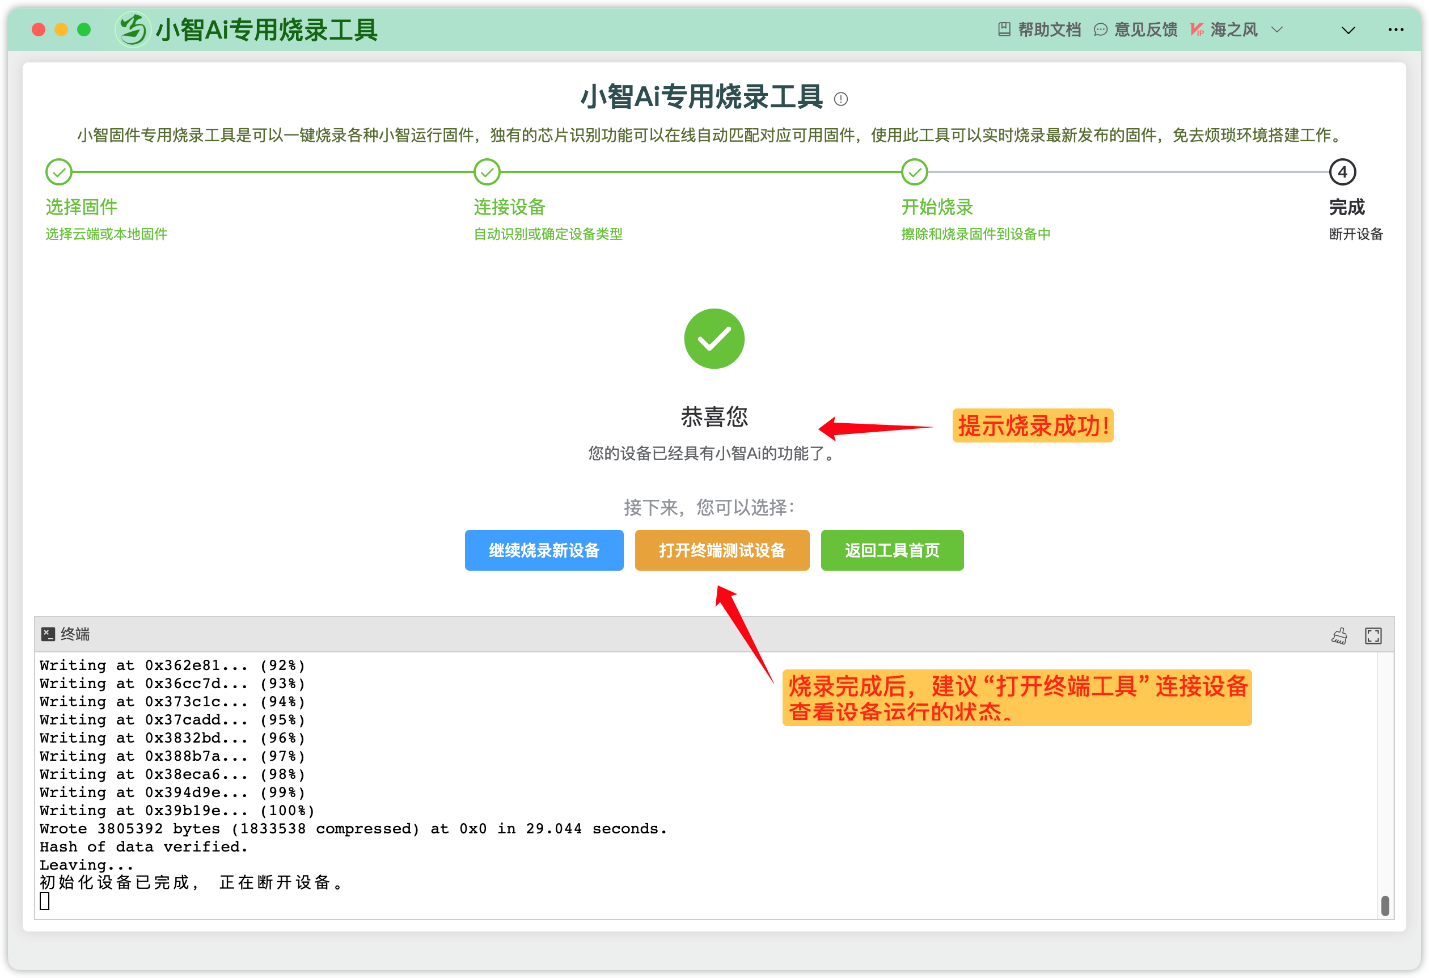 小智Ai专用烧录工具
帮助文档 意见反馈 海之风
小智Ai专用烧录工具
小智固件专用烧录工具是可以一键烧录各种小智运行固件，独有的芯片识别功能可以在线自动匹配对应可用固件，使用此工具可以实时烧录最新发布的固件，免去烦琐环境搭建工作。
4
选择固件 连接设备 开始烧录 完成
选择云端或本地固件 自动识别或确定设备类型 擦除和烧录固件到设备中 断开设备
恭喜您
提示烧录成功!
您的设备已经具有小智Ai的功能了。
接下来，您可以选择：
继续烧录新设备 打开终端测试设备 返回工具首页
终端
烧录完成后，建议“打开终端工具”连接设备
查看设备运行的状态。
Writing at 0x362e81... (92%)
Writing at 0x36cc7d... (93%)
Writing at 0x373c1c... (94%)
Writing at 0x37cadd... (95%)
Writing at 0x3832bd... (96%)
Writing at 0x388b7a... (97%)
Writing at 0x38eca6... (98%)
Writing at 0x394d9e... (99%)
Writing at 0x39b19e... (100%)
Wrote 3805392 bytes (1833538 compressed) at 0x0 in 29.044 seconds.
Hash of data verified.
Leaving...
初始化设备已完成， 正在断开设备。